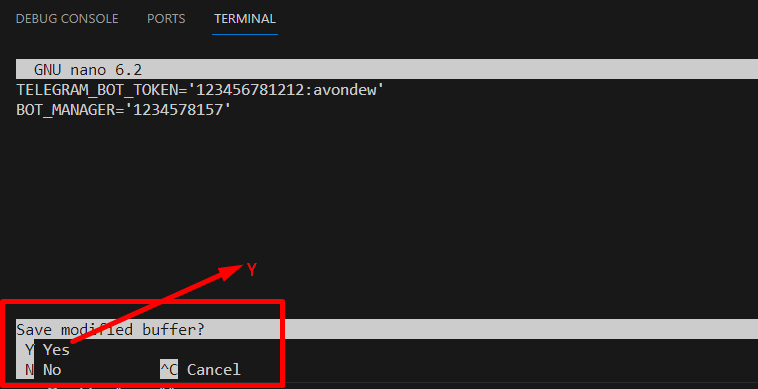 DEBUG CONSOLE PORTS TERMINAL
GNU nano 6.2
TELEGRAM_BOT_TOKEN='123456781212:avondew'
BOT_MANAGER='1234578157'
Y
Save modified buffer?
Y Yes
N No ^C Cancel